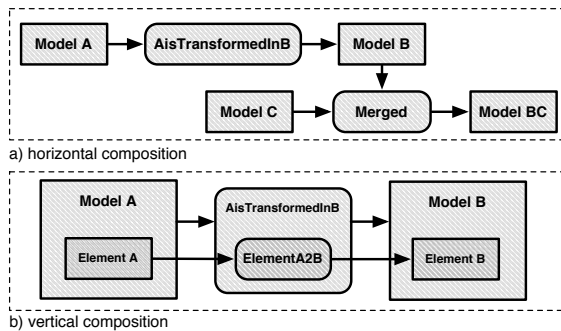 Model A AisTransformedInB Model B
Model C Merged Model BC
a) horizontal composition
Model A AisTransformedInB Model B
Element A ElementA2B Element B
b) vertical composition